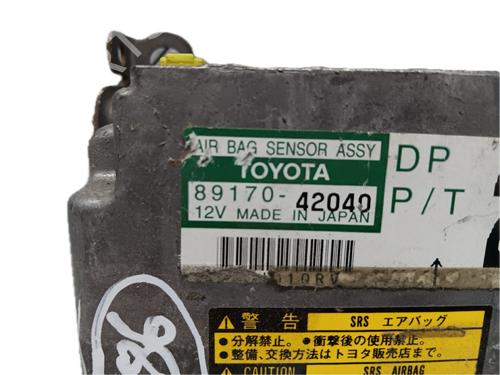 AIR BAG SENSOR ASSY
TOYOTA
89170-42040
12V MADE IN JAPAN
DP
P/T
警告
SRS エアバッグ
●分解禁止。●衝撃後の使用禁止。
●整備、交換方法はトヨタ販売店まで。
CAUTION
SRS AIRBAG